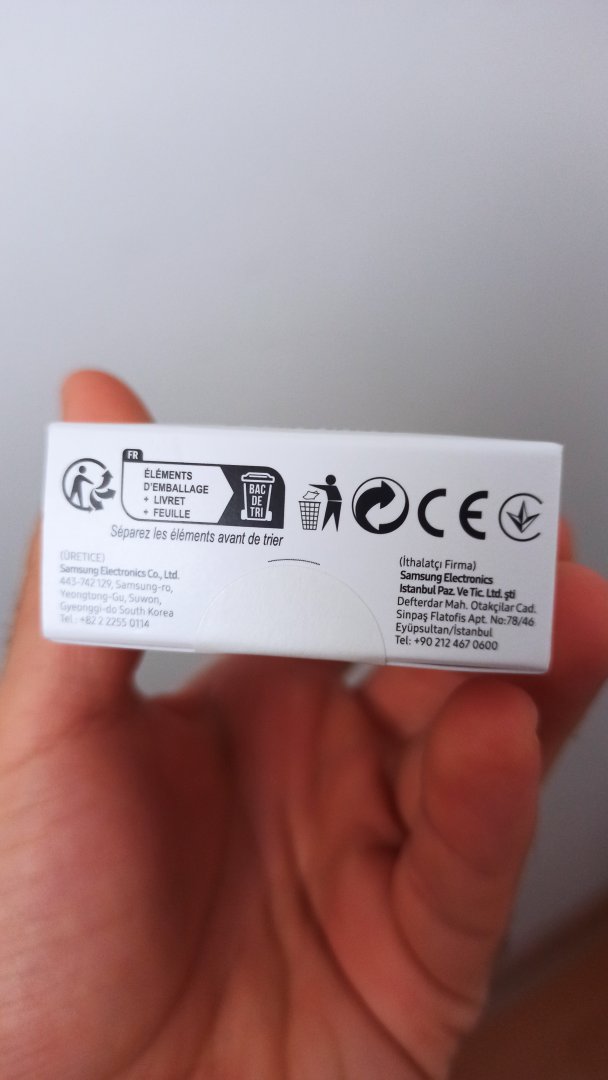 FR
ÉLÉMENTS
D'EMBALLAGE
+ LIVRET
+ FEUILLE
BAC
DE
TRI
Séparez les éléments avant de trier
CE
(ÜRETİCE)
Samsung Electronics Co., Ltd.
443-742 129, Samsung-ro,
Yeongtong-Gu, Suwon,
Gyeonggi-do South Korea
Tel.: +82 2 2255 0114
(İthalatçı Firma)
Samsung Electronics
Istanbul Paz. Ve Tic. Ltd. şti
Defterdar Mah. Otakçilar Cad.
Sinpaş Flatofis Apt. No:78/46
Eyüpsultan/İstanbul
Tel: +90 212 467 0600